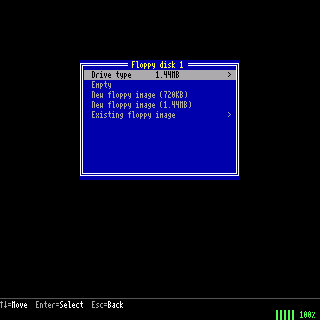 Floppy disk 1
Drive type 1.44MB >
Empty
New floppy image (720KB)
New floppy image (1.44MB)
Existing floppy image >
↑↓=Move Enter=Select Esc=Back
100%